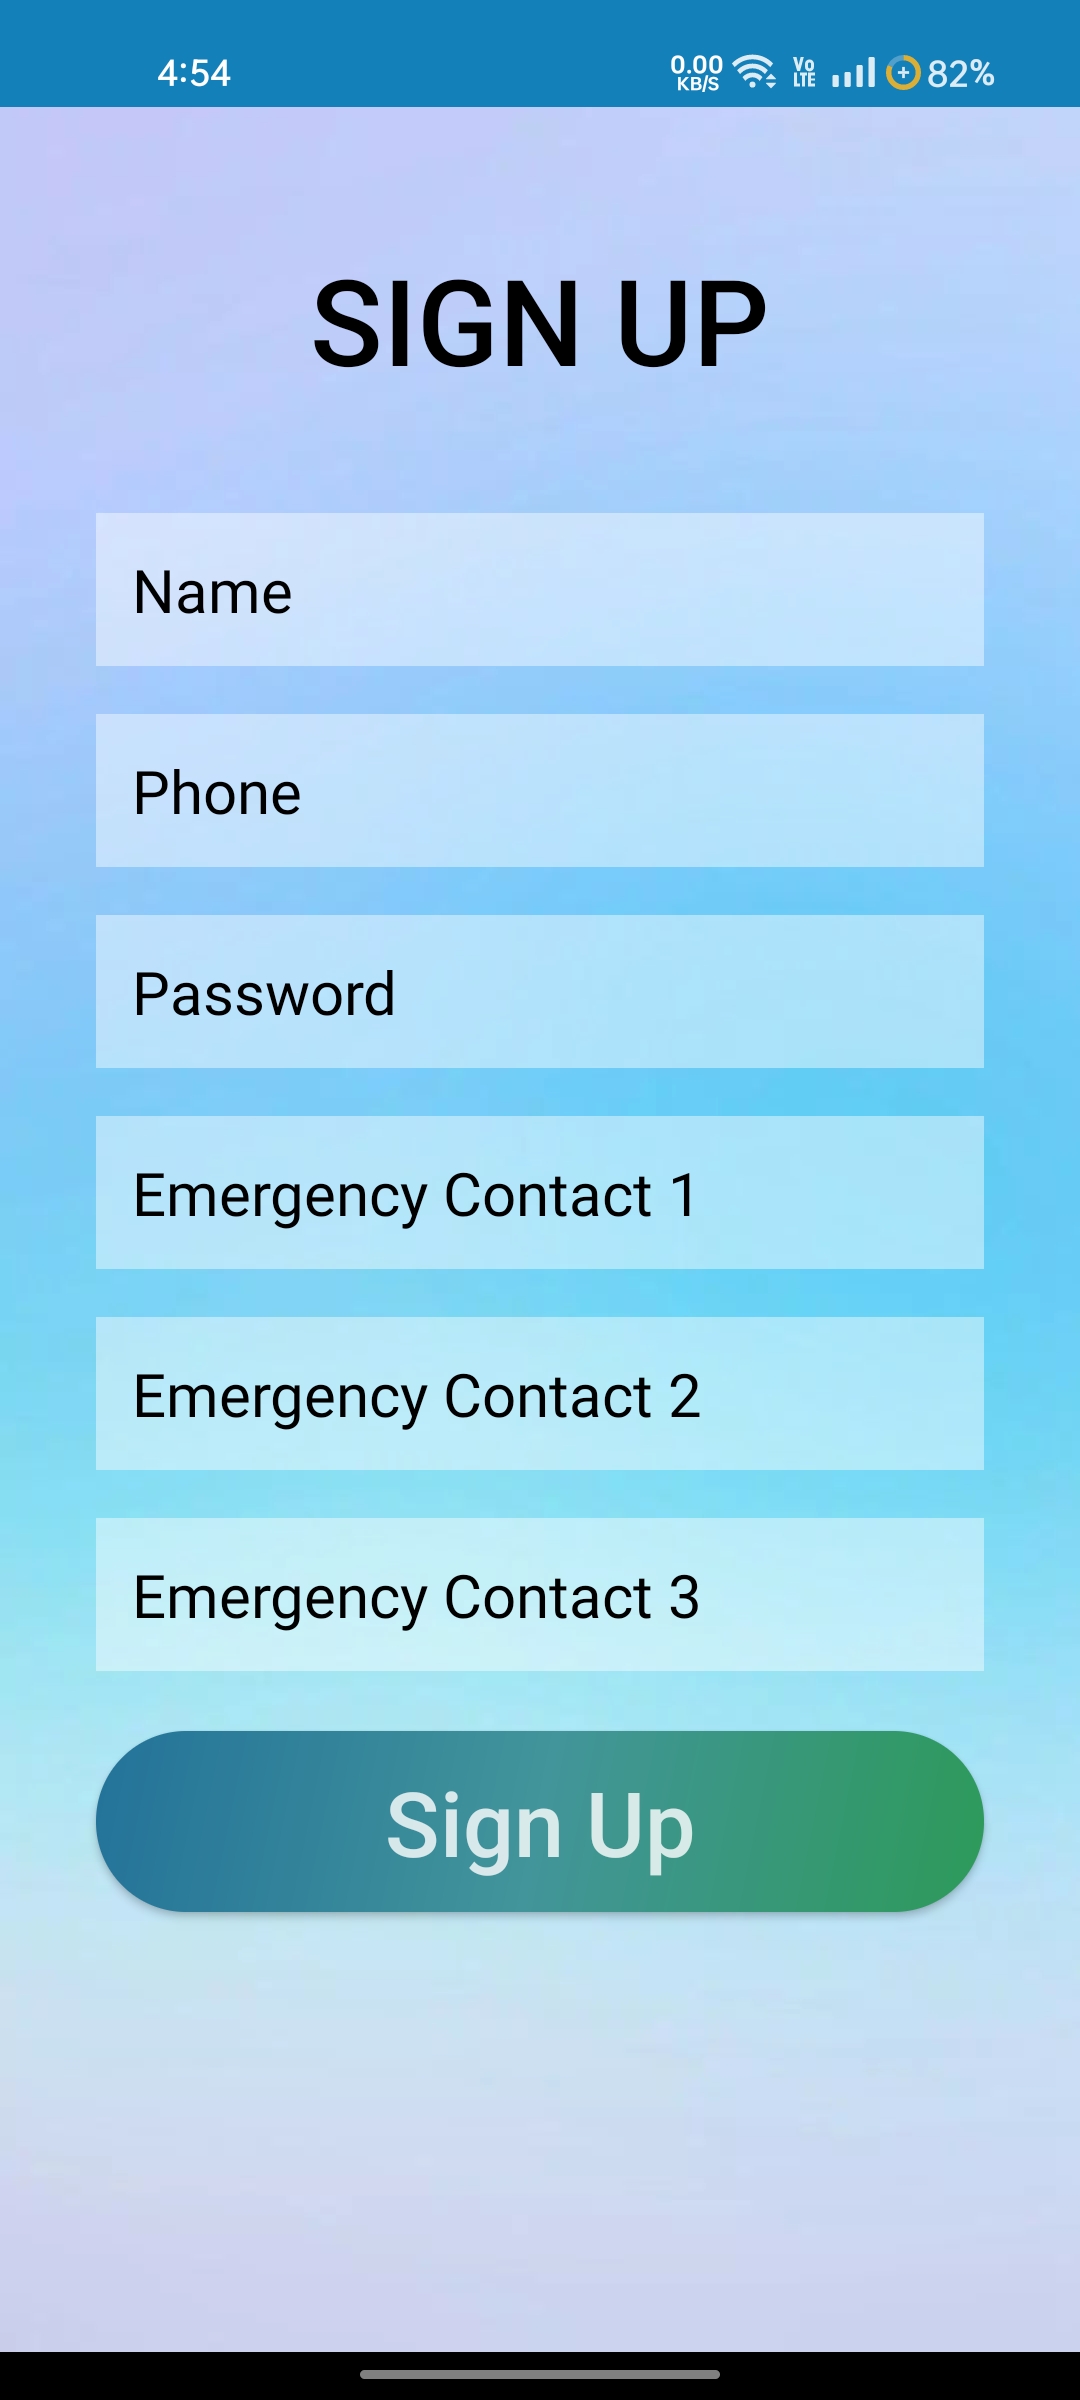 4:54
0.00 KB/S Vo LTE 82%
SIGN UP
Name
Phone
Password
Emergency Contact 1
Emergency Contact 2
Emergency Contact 3
Sign Up